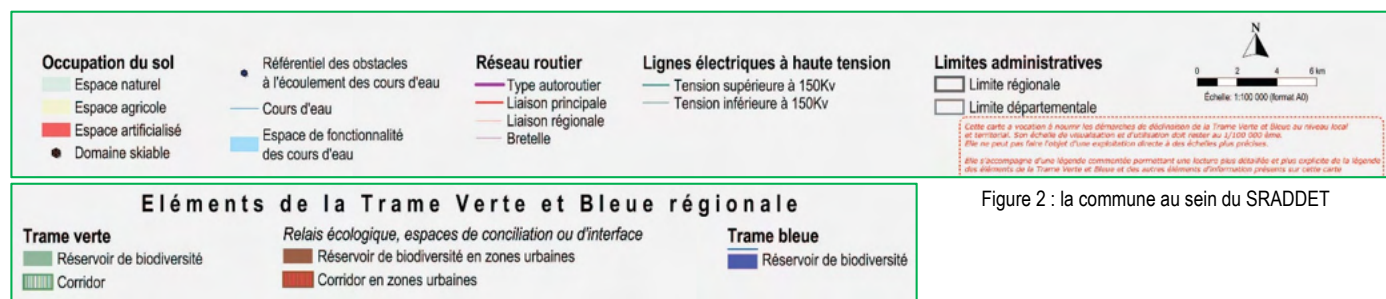 Occupation du sol
Espace naturel
Espace agricole
Espace artificialisé
Domaine skiable
Référentiel des obstacles
à l'écoulement des cours d'eau
Cours d'eau
Espace de fonctionnalité
des cours d'eau
Réseau routier
Type autoroutier
Liaison principale
Liaison régionale
Bretelle
Lignes électriques à haute tension
Tension supérieure à 150Kv
Tension inférieure à 150Kv
Limites administratives
Limite régionale
Limite départementale
N
0 2 4 6 km
Échelle: 1:100 000 (format A0)
Cette carte a vocation à nourrir les démarches de déclinaison de la Trame Verte et Bleue au niveau local
et territorial. Son échelle de visualisation et d'utilisation doit rester au 1/100 000 ème.
Elle ne peut pas faire l'objet d'une exploitation directe à des échelles plus précises.
Elle s'accompagne d'une légende commentée permettant une lecture plus détaillée et plus explicite de la légende
des éléments de la Trame Verte et Bleue et des autres éléments d'information présents sur cette carte
Figure 2 : la commune au sein du SRADDET
Eléments de la Trame Verte et Bleue régionale
Trame verte
Réservoir de biodiversité
Corridor
Relais écologique, espaces de conciliation ou d'interface
Réservoir de biodiversité en zones urbaines
Corridor en zones urbaines
Trame bleue
Réservoir de biodiversité